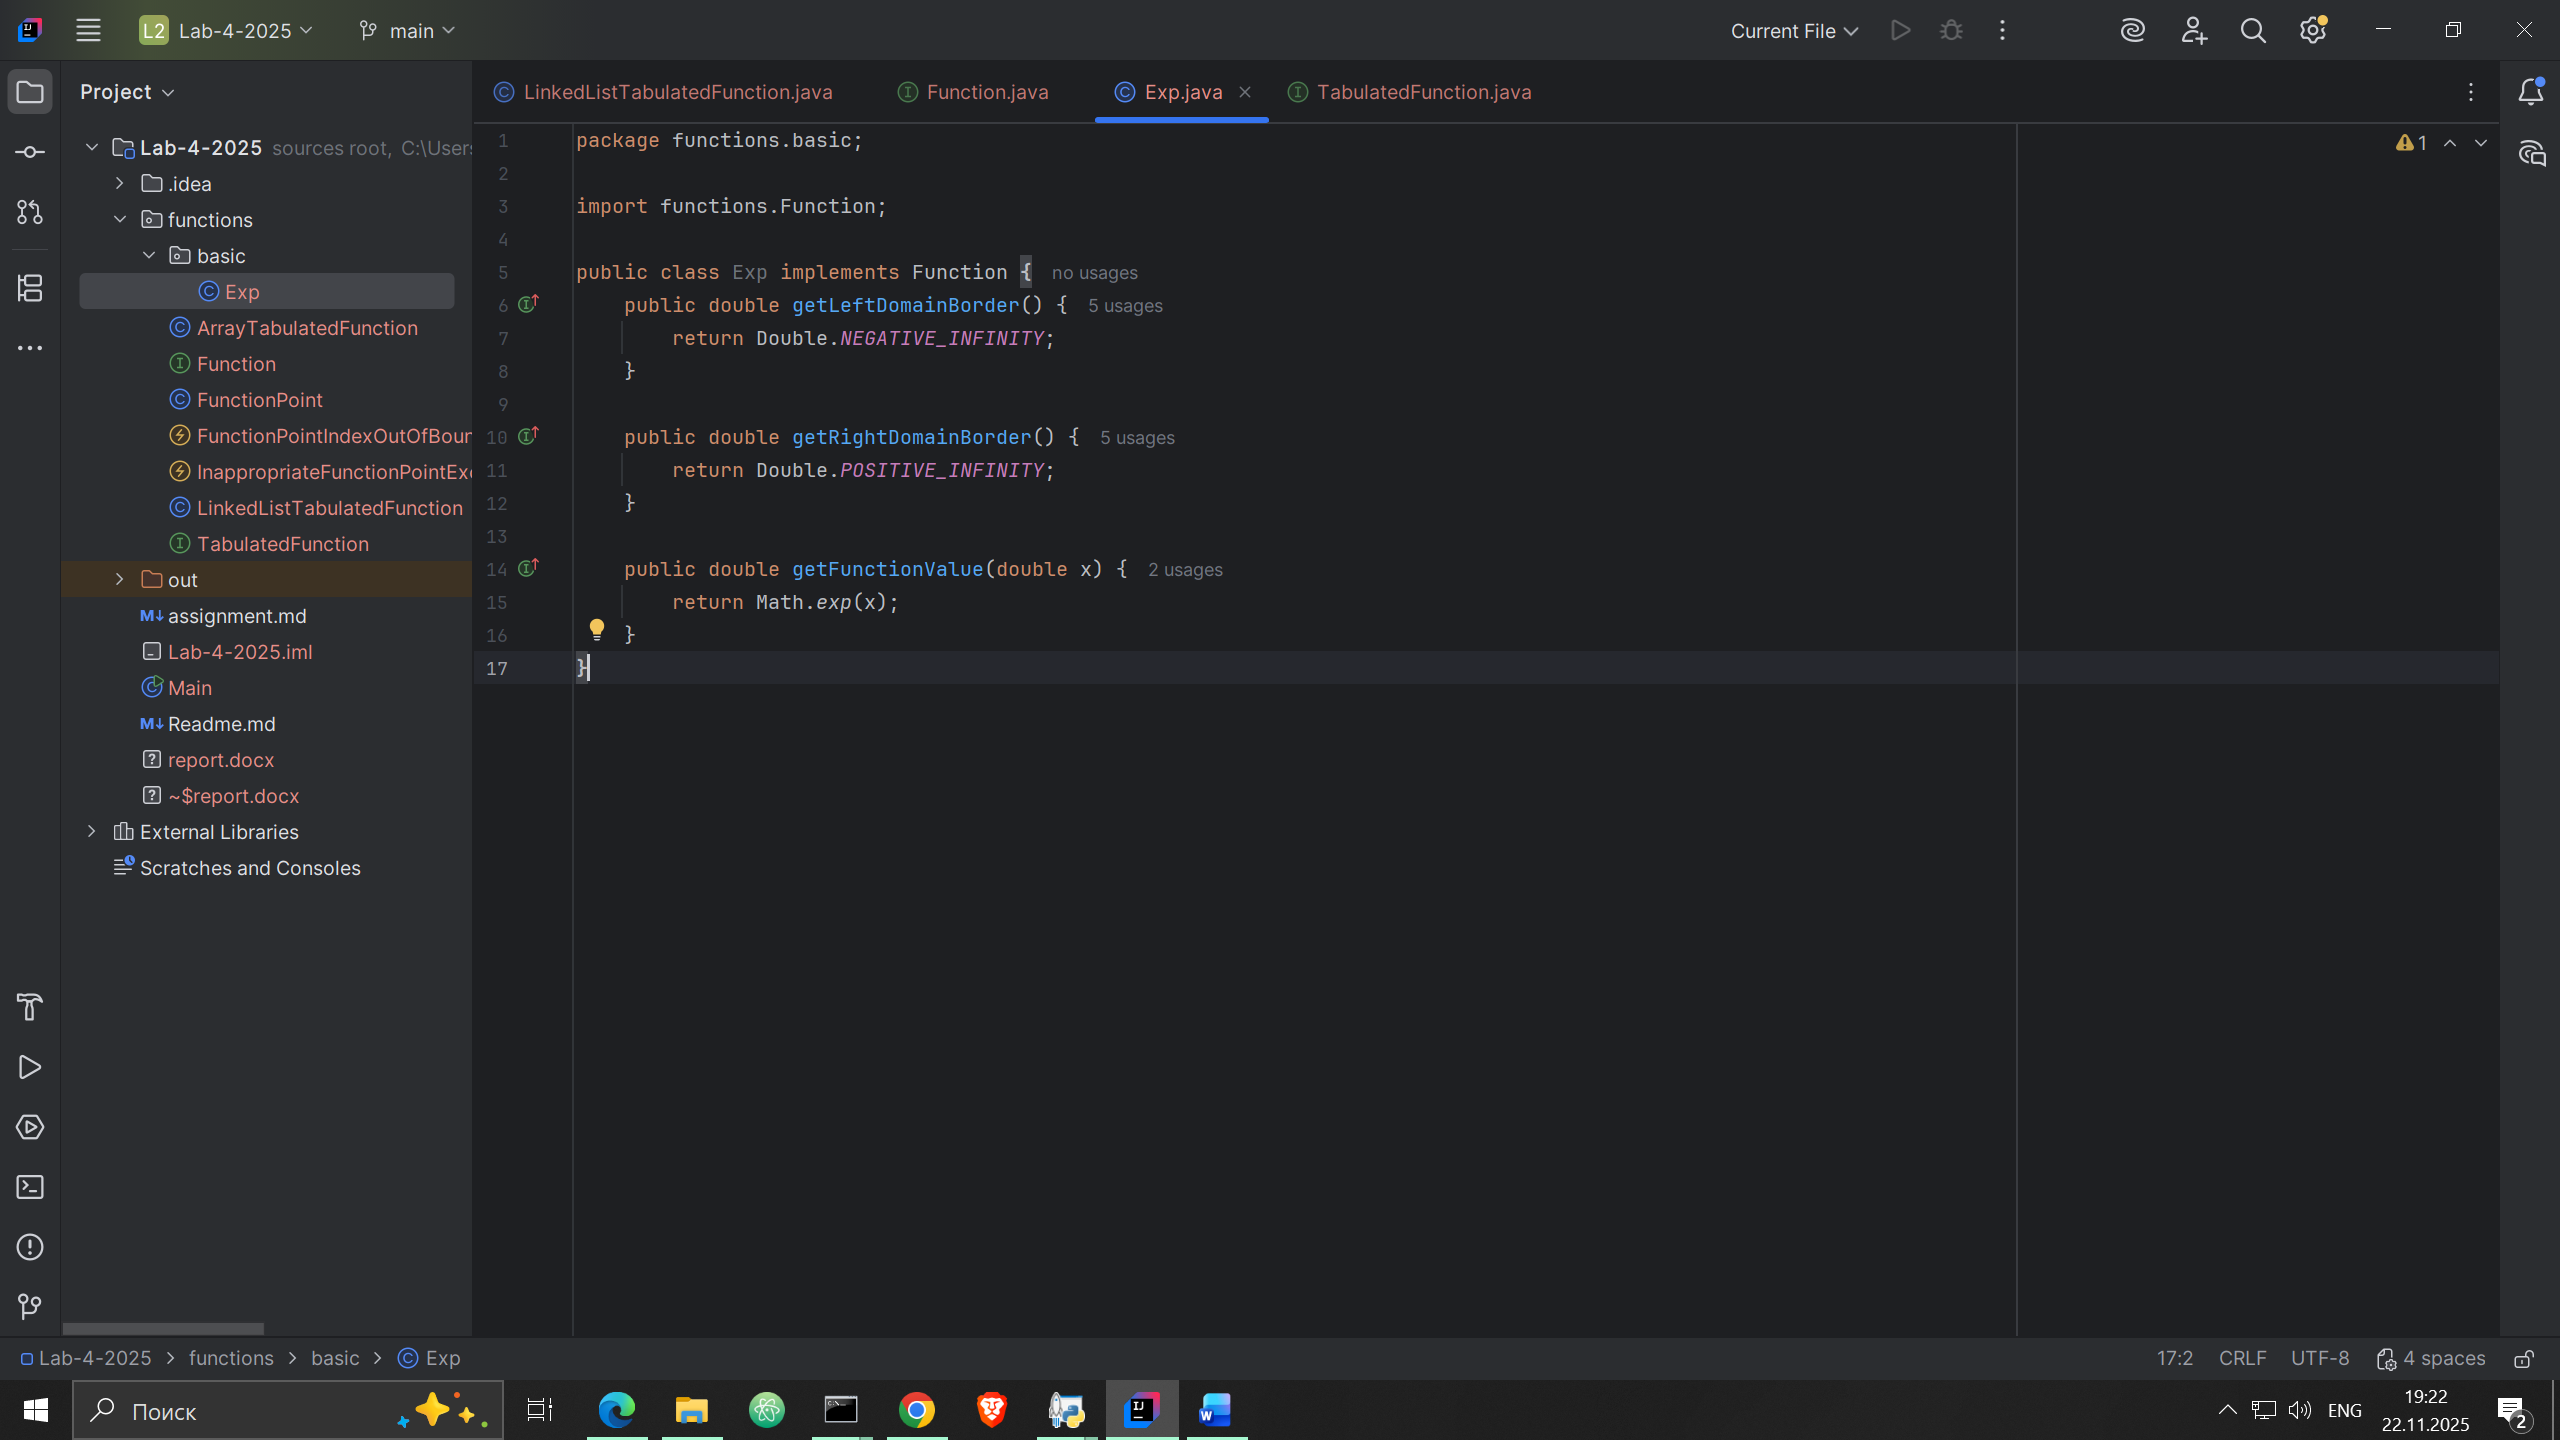 L2 Lab-4-2025 main Current File
Project
LinkedListTabulatedFunction.java Function.java Exp.java TabulatedFunction.java
Lab-4-2025 sources root, C:\Users
.idea
functions
basic
Exp
ArrayTabulatedFunction
Function
FunctionPoint
FunctionPointIndexOutOfBour
InappropriateFunctionPointExc
LinkedListTabulatedFunction
TabulatedFunction
out
assignment.md
Lab-4-2025.iml
Main
Readme.md
report.docx
~$report.docx
External Libraries
Scratches and Consoles
1 package functions.basic;
2
3 import functions.Function;
4
5 public class Exp implements Function { no usages
6 public double getLeftDomainBorder() { 5 usages
7 return Double.NEGATIVE_INFINITY;
8 }
9
10 public double getRightDomainBorder() { 5 usages
11 return Double.POSITIVE_INFINITY;
12 }
13
14 public double getFunctionValue(double x) { 2 usages
15 return Math.exp(x);
16 }
17 }
1
Lab-4-2025 > functions > basic > Exp 17:2 CRLF UTF-8 4 spaces
Поиск ENG
19:22
22.11.2025
2